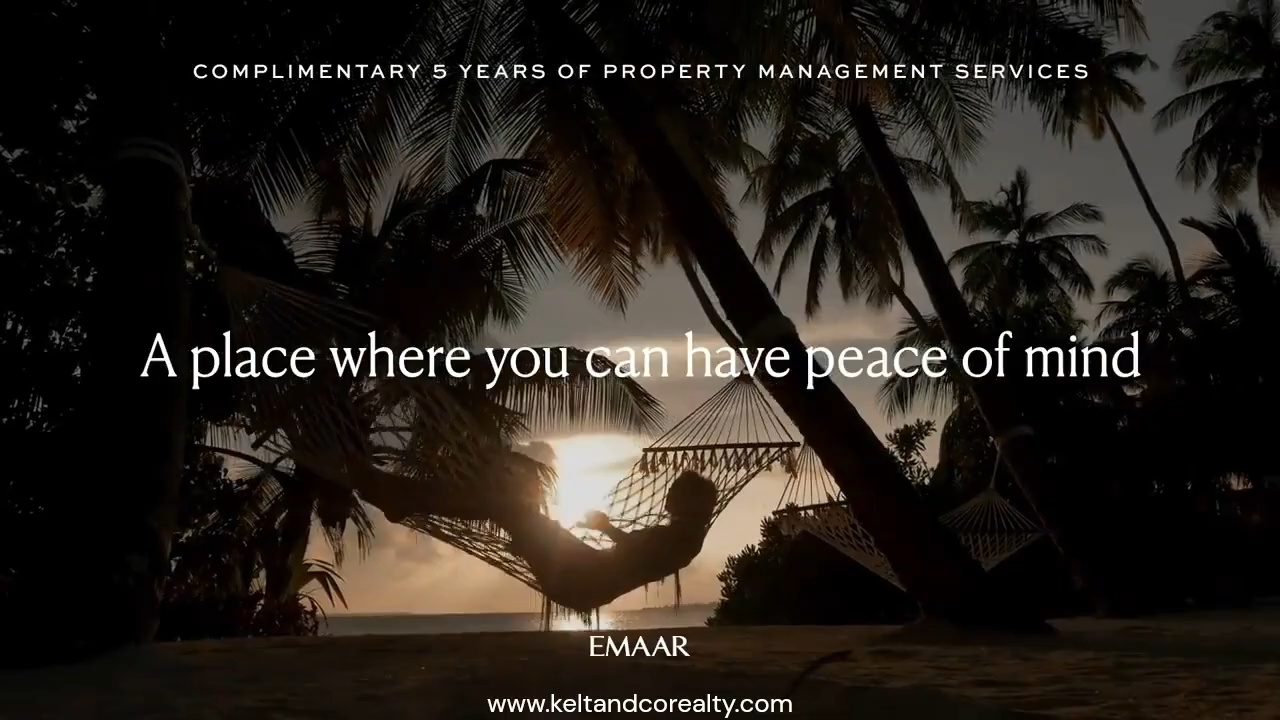 COMPLIMENTARY 5 YEARS OF PROPERTY MANAGEMENT SERVICES
A place where you can have peace of mind
EMAAR
www.keltandcorealty.com